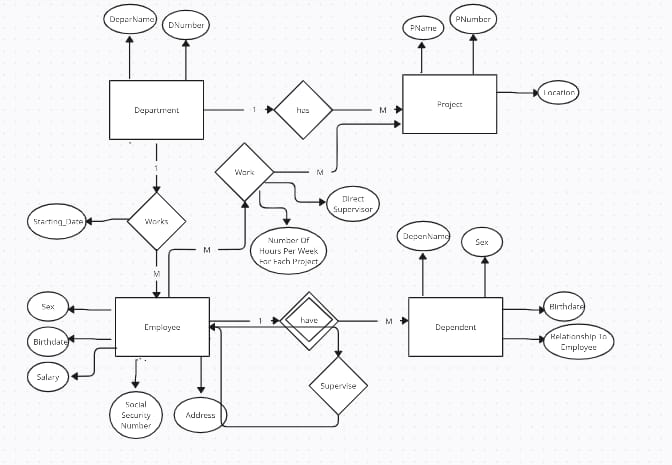 DeparName
DNumber
PName
PNumber
Department
1
has
M
Project
Location
1
Work
M
Direct
Supervisor
Starting_Date
Works
Number Of
Hours Per Week
For Each Project
M
M
DepenName
Sex
Sex
Birthdate
Salary
Employee
1
have
M
Dependent
Birthdate
Relationship To
Employee
Supervise
Social
Security
Number
Address